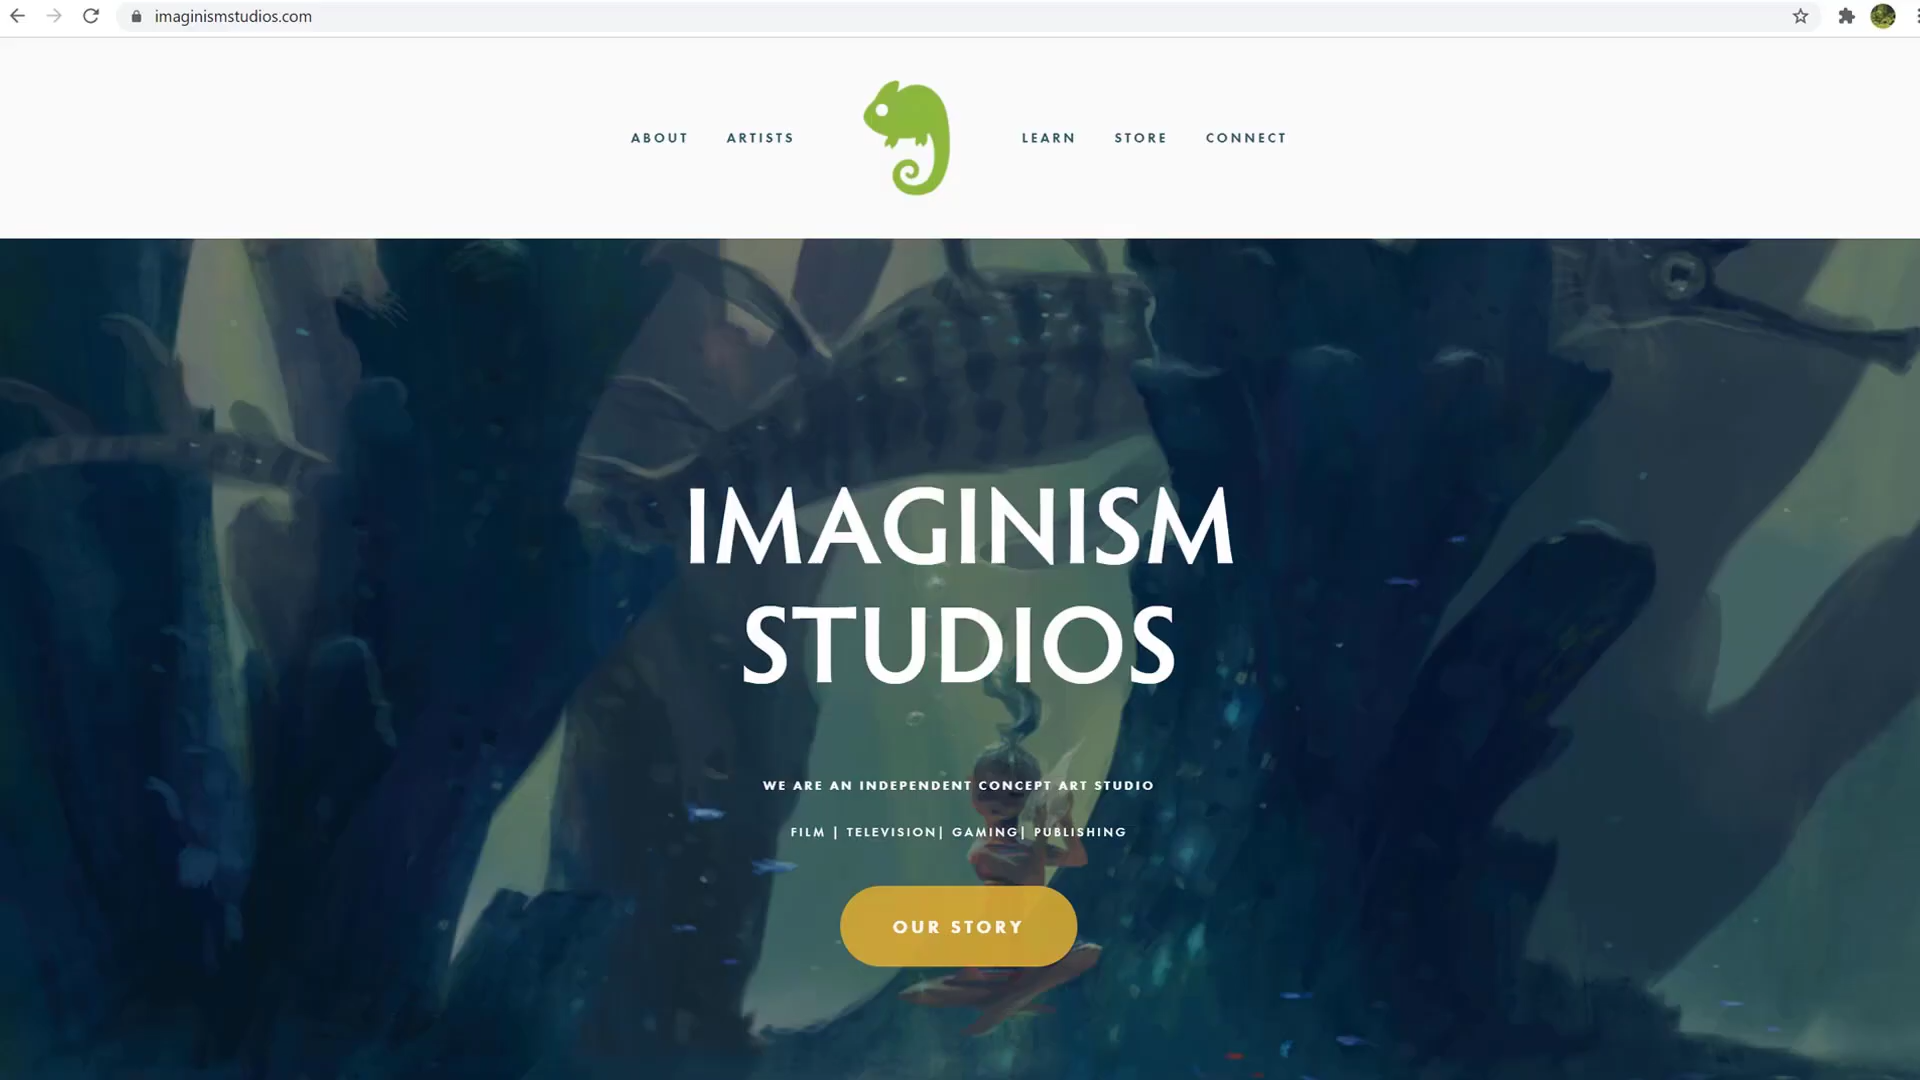 imaginismstudios.com
ABOUT ARTISTS LEARN STORE CONNECT
IMAGINISM
STUDIOS
WE ARE AN INDEPENDENT CONCEPT ART STUDIO
FILM | TELEVISION| GAMING| PUBLISHING
OUR STORY